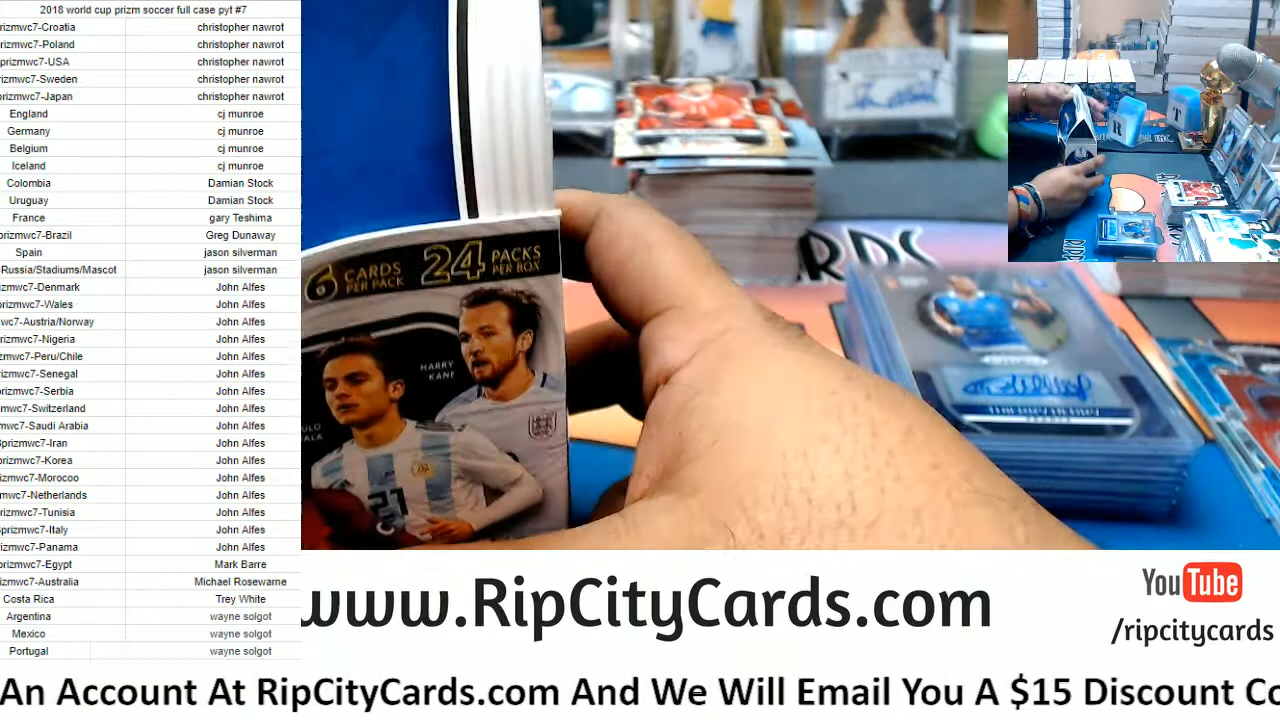 2018 world cup prizm soccer full case pyt #7
rizmwc7-Croatia christopher nawrot
rizmwc7-Poland christopher nawrot
prizmwc7-USA christopher nawrot
izmwc7-Sweden christopher nawrot
rizmwc7-Japan christopher nawrot
England cj munroe
Germany cj munroe
Belgium cj munroe
Iceland cj munroe
Colombia Damian Stock
Uruguay Damian Stock
France gary Teshima
prizmwc7-Brazil Greg Dunaway
Spain jason silverman
Russia/Stadiums/Mascot jason silverman
izmwc7-Denmark John Alfes
rizmwc7-Wales John Alfes
wc7-Austria/Norway John Alfes
rizmwc7-Nigeria John Alfes
zmwc7-Peru/Chile John Alfes
zmwc7-Senegal John Alfes
rizmwc7-Serbia John Alfes
mwc7-Switzerland John Alfes
mwc7-Saudi Arabia John Alfes
prizmwc7-Iran John Alfes
rizmwc7-Korea John Alfes
izmwc7-Morocoo John Alfes
mwc7-Netherlands John Alfes
rizmwc7-Tunisia John Alfes
prizmwc7-Italy John Alfes
izmwc7-Panama John Alfes
rizmwc7-Egypt Mark Barre
izmwc7-Australia Michael Rosewarne
Costa Rica Trey White
Argentina wayne solgot
Mexico wayne solgot
Portugal wayne solgot
6 CARDS PER PACK 24 PACKS PER BOX
HARRY KANE
21
RDS
R
T
www.RipCityCards.com
YouTube
/ripcitycards
An Account At RipCityCards.com And We Will Email You A $15 Discount Co